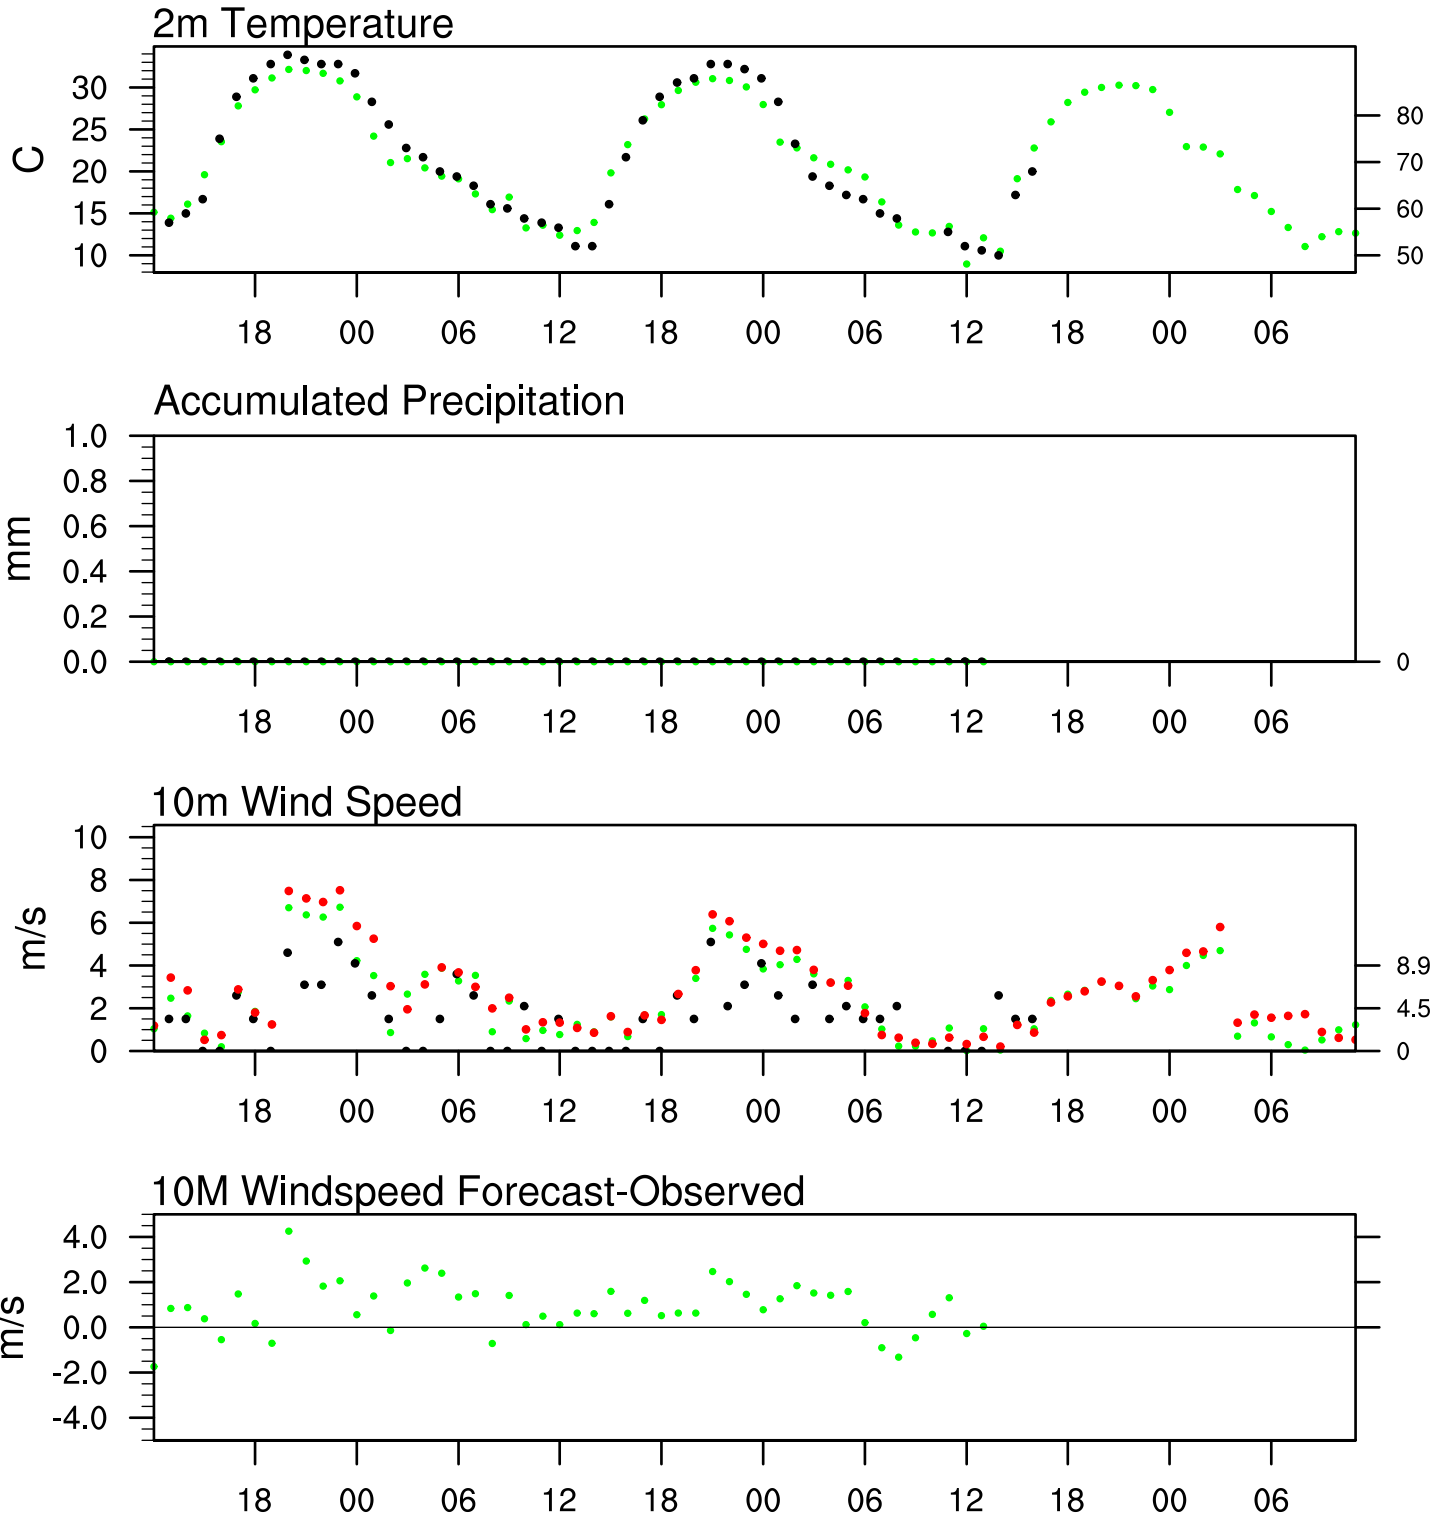 2m Temperature
C
30
25
20
15
10
80
70
60
50
18 00 06 12 18 00 06 12 18 00 06
Accumulated Precipitation
mm
1.0
0.8
0.6
0.4
0.2
0.0
0
18 00 06 12 18 00 06 12 18 00 06
10m Wind Speed
m/s
10
8
6
4
2
0
8.9
4.5
0
18 00 06 12 18 00 06 12 18 00 06
10M Windspeed Forecast-Observed
m/s
4.0
2.0
0.0
-2.0
-4.0
18 00 06 12 18 00 06 12 18 00 06